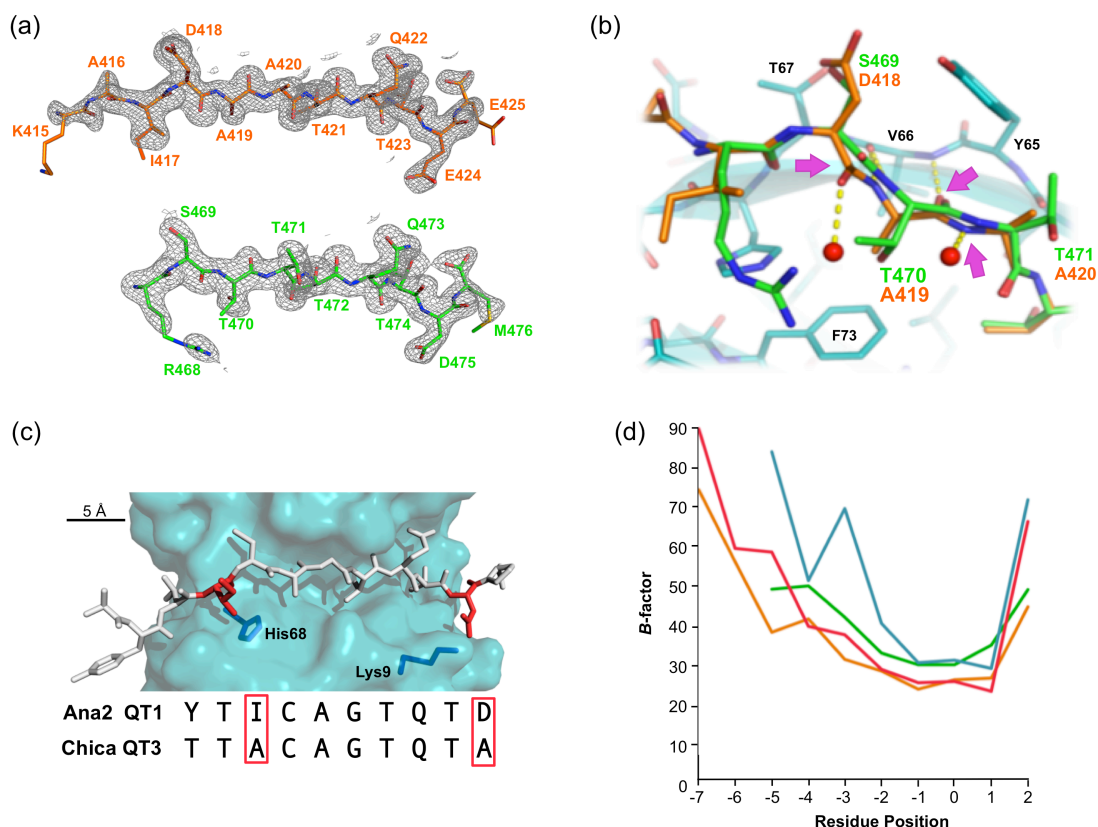 (a)
D418
A416
A420
Q422
K415
I417
A419
T421
T423
E425
E424
S469
T471
Q473
T470
T472
T474
M476
R468
D475
(b)
T67
S469
D418
V66
Y65
T470
A419
T471
A420
F73
(c)
5 Å
His68
Lys9
Ana2 QT1 Y T I C A G T Q T D
Chica QT3 T T A C A G T Q T A
(d)
90
80
70
60
50
40
30
20
10
0
B-factor
-7 -6 -5 -4 -3 -2 -1 0 1 2
Residue Position